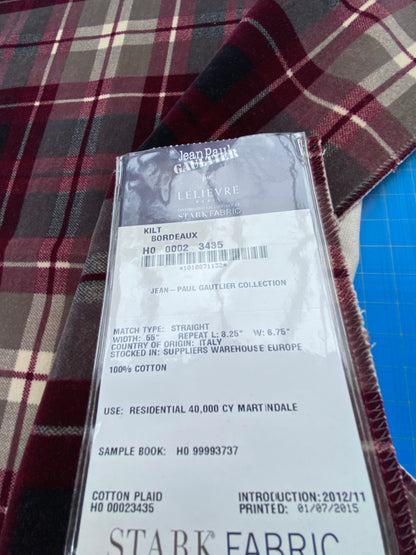 Jean Paul
GAULTIER
LELIEVRE
PARIS
STARK FABRIC
KILT
BORDEAUX
H0 0002 3435
*1010071132*
JEAN-PAUL GAUTLIER COLLECTION
MATCH TYPE: STRAIGHT
WIDTH: 55" REPEAT L: 8.25" W: 6.75"
COUNTRY OF ORIGIN: ITALY
STOCKED IN: SUPPLIERS WAREHOUSE EUROPE
100% COTTON
USE: RESIDENTIAL 40,000 CY MARTINDALE
SAMPLE BOOK: H0 99993737
COTTON PLAID INTRODUCTION: 2012/11
H0 00023435 PRINTED: 01/07/2015
STARK FABRIC